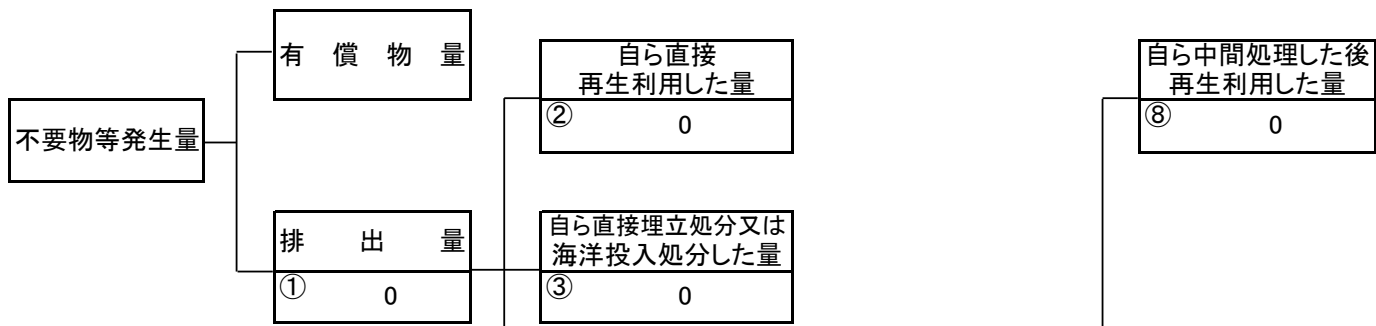 不要物等発生量
有償物量
排出量
① 0
自ら直接
再生利用した量
② 0
自ら直接埋立処分又は
海洋投入処分した量
③ 0
自ら中間処理した後
再生利用した量
⑧ 0